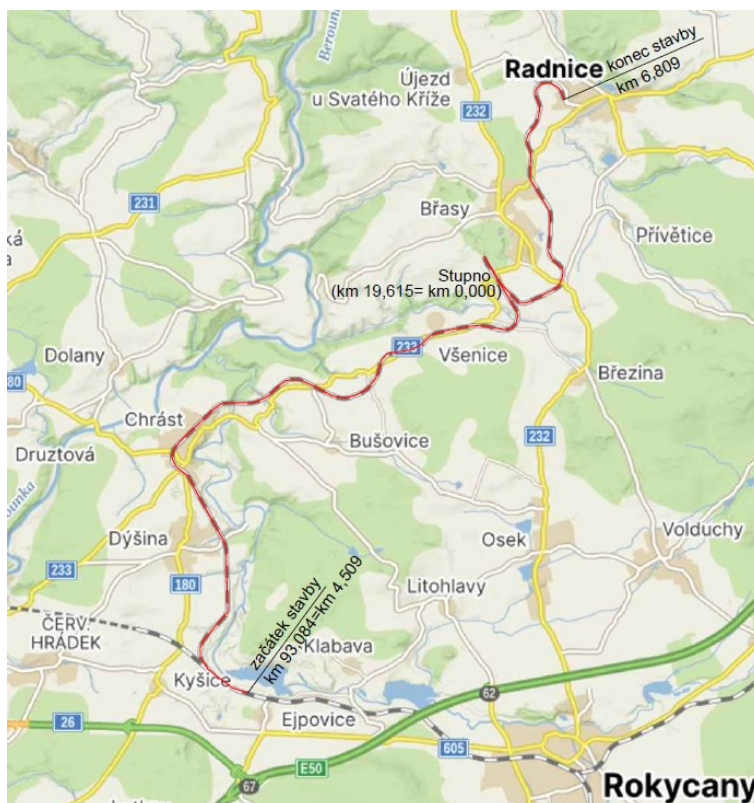 Berounka
konec stavby
km 6,809
Radnice
Újezd
u Svatého Kříže
232
231
Břasy
Přívětice
Stupno
(km 19,615= km 0,000)
Dolany
233
Všenice
Březina
Chrást
232
Bušovice
Druztová
Dýšina
Osek
Volduchy
233
180
Litohlavy
začátek stavby
km 93,084=km 4,509
ČERV.
HRÁDEK
Klabava
Kyšice
62
26
Ejpovice
605
E50
67
Rokycany